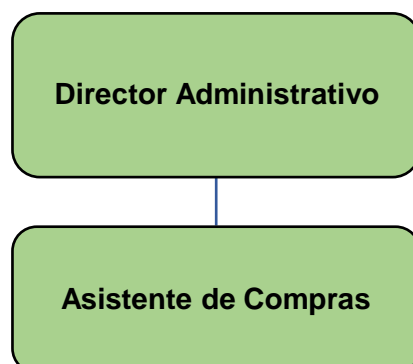 Director Administrativo
Asistente de Compras